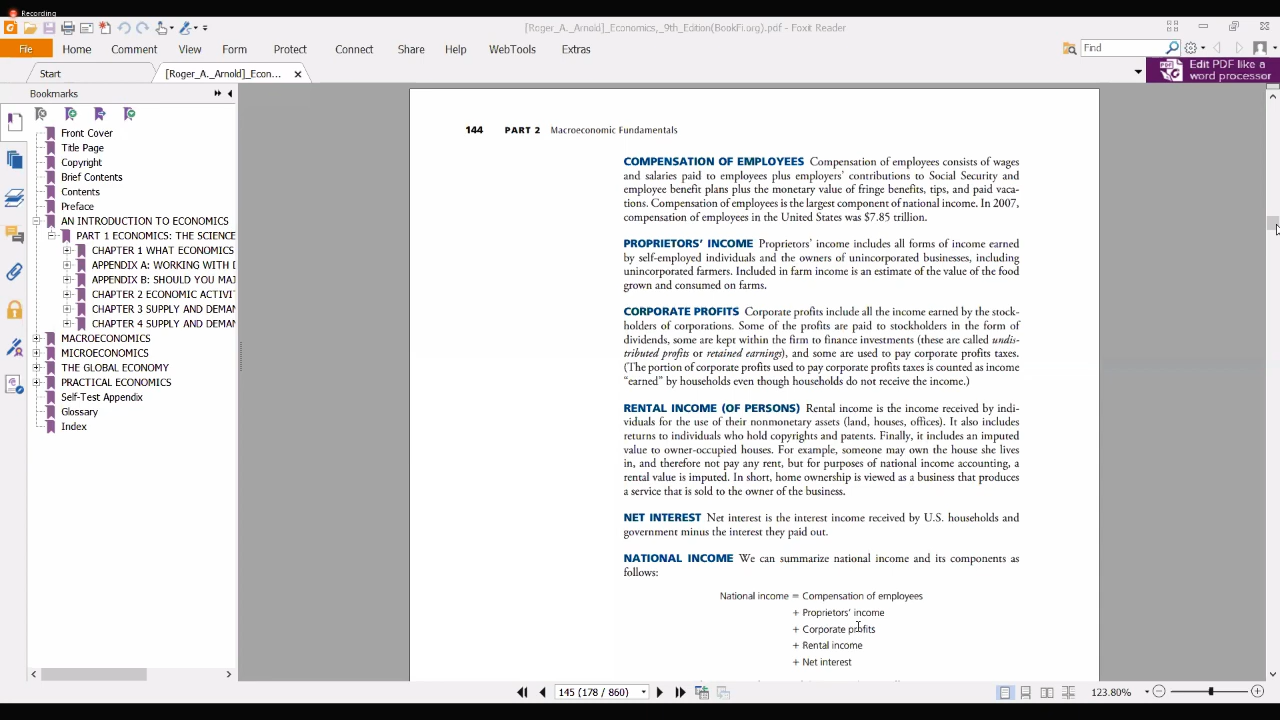 Recording
[Roger_A._Arnold]_Economics,_9th_Edition(BookFi.org).pdf - Foxit Reader
File Home Comment View Form Protect Connect Share Help WebTools Extras
Find
Start
[Roger_A._Arnold]_Econ...
Edit PDF like a
word processor
Bookmarks
Front Cover
Title Page
Copyright
Brief Contents
Contents
Preface
AN INTRODUCTION TO ECONOMICS
PART 1 ECONOMICS: THE SCIENCE
CHAPTER 1 WHAT ECONOMICS
APPENDIX A: WORKING WITH D
APPENDIX B: SHOULD YOU MAJ
CHAPTER 2 ECONOMIC ACTIVI
CHAPTER 3 SUPPLY AND DEMAN
CHAPTER 4 SUPPLY AND DEMAN
MACROECONOMICS
MICROECONOMICS
THE GLOBAL ECONOMY
PRACTICAL ECONOMICS
Self-Test Appendix
Glossary
Index
144 PART 2 Macroeconomic Fundamentals
COMPENSATION OF EMPLOYEES Compensation of employees consists of wages
and salaries paid to employees plus employers' contributions to Social Security and
employee benefit plans plus the monetary value of fringe benefits, tips, and paid vaca-
tions. Compensation of employees is the largest component of national income. In 2007,
compensation of employees in the United States was $7.85 trillion.
PROPRIETORS' INCOME Proprietors' income includes all forms of income earned
by self-employed individuals and the owners of unincorporated businesses, including
unincorporated farmers. Included in farm income is an estimate of the value of the food
grown and consumed on farms.
CORPORATE PROFITS Corporate profits include all the income earned by the stock-
holders of corporations. Some of the profits are paid to stockholders in the form of
dividends, some are kept within the firm to finance investments (these are called undis-
tributed profits or retained earnings), and some are used to pay corporate profits taxes.
(The portion of corporate profits used to pay corporate profits taxes is counted as income
“earned” by households even though households do not receive the income.)
RENTAL INCOME (OF PERSONS) Rental income is the income received by indi-
viduals for the use of their nonmonetary assets (land, houses, offices). It also includes
returns to individuals who hold copyrights and patents. Finally, it includes an imputed
value to owner-occupied houses. For example, someone may own the house she lives
in, and therefore not pay any rent, but for purposes of national income accounting, a
rental value is imputed. In short, home ownership is viewed as a business that produces
a service that is sold to the owner of the business.
NET INTEREST Net interest is the interest income received by U.S. households and
government minus the interest they paid out.
NATIONAL INCOME We can summarize national income and its components as
follows:
National income = Compensation of employees
+ Proprietors' income
+ Corporate profits
+ Rental income
+ Net interest
145 (178 / 860)
123.80%